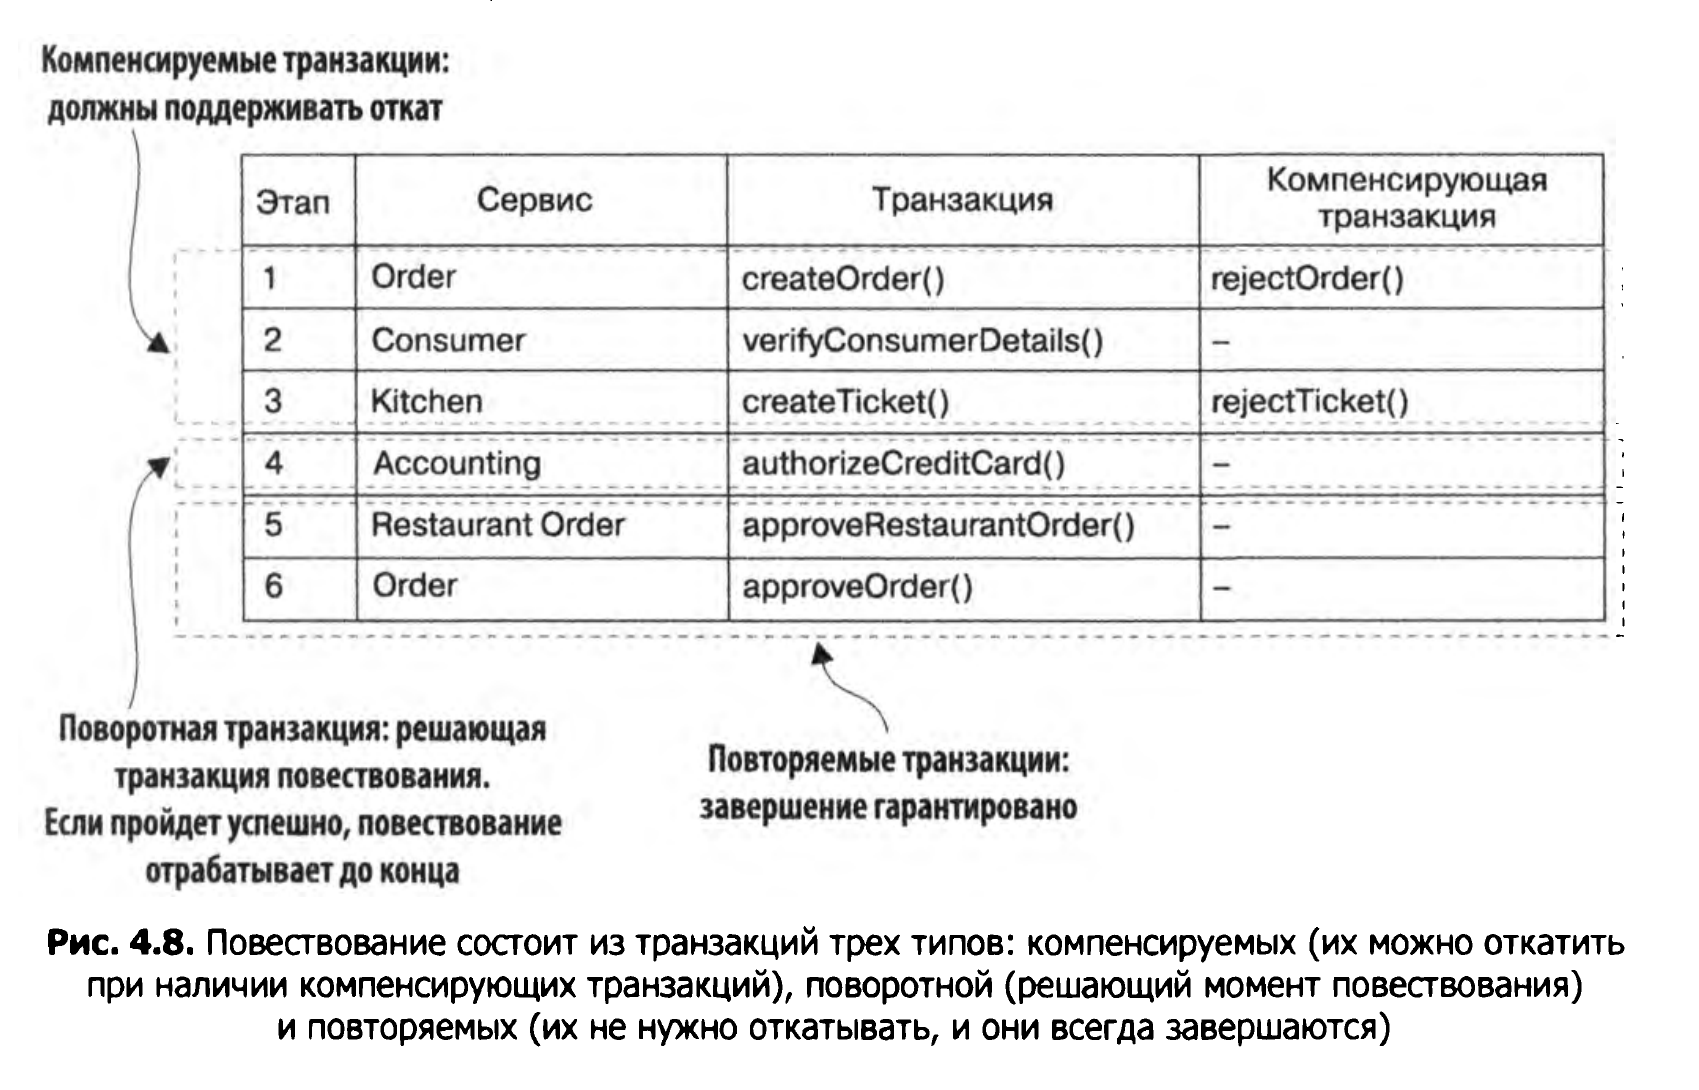 Компенсируемые транзакции:
должны поддерживать откат
Этап Сервис Транзакция Компенсирующая
транзакция
1 Order createOrder() rejectOrder()
2 Consumer verifyConsumerDetails() –
3 Kitchen createTicket() rejectTicket()
4 Accounting authorizeCreditCard() –
5 Restaurant Order approveRestaurantOrder() –
6 Order approveOrder() –
Поворотная транзакция: решающая
транзакция повествования.
Если пройдет успешно, повествование
отрабатывает до конца
Повторяемые транзакции:
завершение гарантировано
Рис. 4.8. Повествование состоит из транзакций трех типов: компенсируемых (их можно откатить
при наличии компенсирующих транзакций), поворотной (решающий момент повествования)
и повторяемых (их не нужно откатывать, и они всегда завершаются)